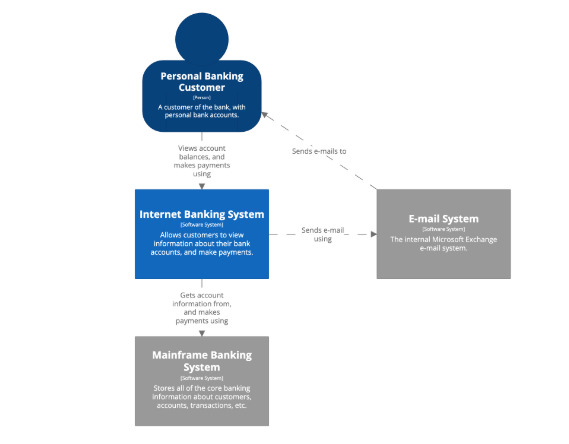 Personal Banking
Customer
[Person]
A customer of the bank, with
personal bank accounts.
Views account
balances, and
makes payments
using
Sends e-mails to
Internet Banking System
[Software System]
Allows customers to view
information about their bank
accounts, and make payments.
Sends e-mail
using
E-mail System
[Software System]
The internal Microsoft Exchange
e-mail system.
Gets account
information from,
and makes
payments using
Mainframe Banking
System
[Software System]
Stores all of the core banking
information about customers,
accounts, transactions, etc.